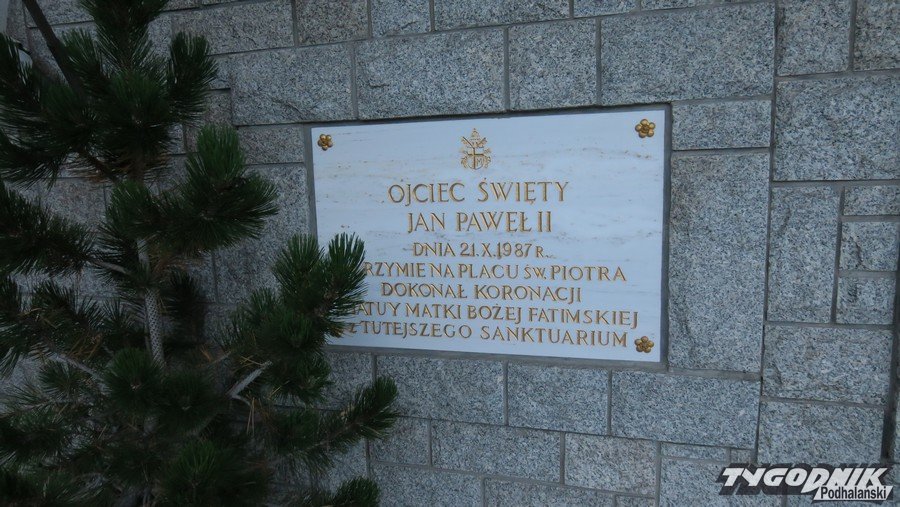 OJCIEC ŚWIĘTY
JAN PAWEŁ II
DNIA 21.X.1987 R.
RZYMIE NA PLACU ŚW. PIOTRA
DOKONAŁ KORONACJI
MATKI BOŻEJ FATIMSKIEJ
TUTEJSZEGO SANKTUARIUM
TYGODNIK
Podhalański